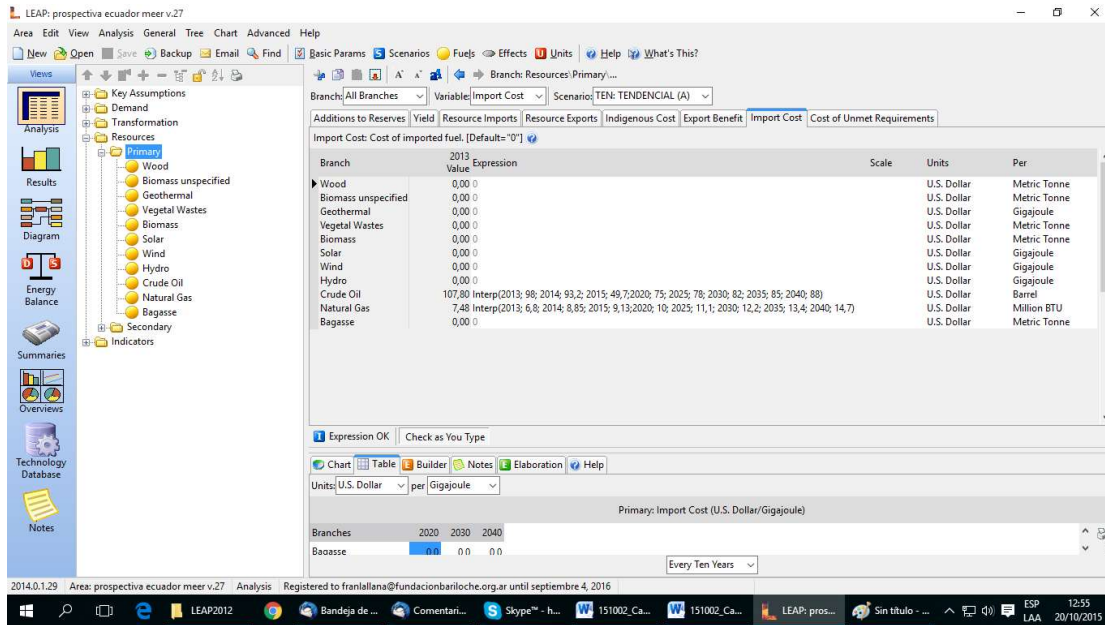 LEAP: prospectiva ecuador meer v.27
Area Edit View Analysis General Tree Chart Advanced Help
New Open Save Backup Email Find Basic Params Scenarios Fuels Effects Units Help What's This?
Views
Analysis
Results
Diagram
Energy
Balance
Summaries
Overviews
Technology
Database
Notes
Key Assumptions
Demand
Transformation
Resources
Primary
Wood
Biomass unspecified
Geothermal
Vegetal Wastes
Biomass
Solar
Wind
Hydro
Crude Oil
Natural Gas
Bagasse
Secondary
Indicators
Branch: Resources\Primary\...
Branch: All Branches Variable: Import Cost Scenario: TEN: TENDENCIAL (A)
Additions to Reserves Yield Resource Imports Resource Exports Indigenous Cost Export Benefit Import Cost Cost of Unmet Requirements
Import Cost: Cost of imported fuel. [Default="0"]
Branch 2013 Value Expression Scale Units Per
Wood 0,00 0 U.S. Dollar Metric Tonne
Biomass unspecified 0,00 0 U.S. Dollar Metric Tonne
Geothermal 0,00 0 U.S. Dollar Gigajoule
Vegetal Wastes 0,00 0 U.S. Dollar Metric Tonne
Biomass 0,00 0 U.S. Dollar Metric Tonne
Solar 0,00 0 U.S. Dollar Gigajoule
Wind 0,00 0 U.S. Dollar Gigajoule
Hydro 0,00 0 U.S. Dollar Gigajoule
Crude Oil 107,80 Interp(2013; 98; 2014; 93,2; 2015; 49,7;2020; 75; 2025; 78; 2030; 82; 2035; 85; 2040; 88) U.S. Dollar Barrel
Natural Gas 7,48 Interp(2013; 6,8; 2014; 8,85; 2015; 9,13;2020; 10; 2025; 11,1; 2030; 12,2; 2035; 13,4; 2040; 14,7) U.S. Dollar Million BTU
Bagasse 0,00 0 U.S. Dollar Metric Tonne
Expression OK Check as You Type
Chart Table Builder Notes Elaboration Help
Units: U.S. Dollar per Gigajoule
Primary: Import Cost (U.S. Dollar/Gigajoule)
Branches 2020 2030 2040
Bagasse 0.0 0.0 0.0
Every Ten Years
2014.0.1.29 Area: prospectiva ecuador meer v.27 Analysis Registered to franlallana@fundacionbariloche.org.ar until septiembre 4, 2016
LEAP2012 Bandeja de ... Comentari... Skype™ - h... 151002_Ca... 151002_Ca... LEAP: pros... Sin título - ... ESP LAA 12:55 20/10/2015